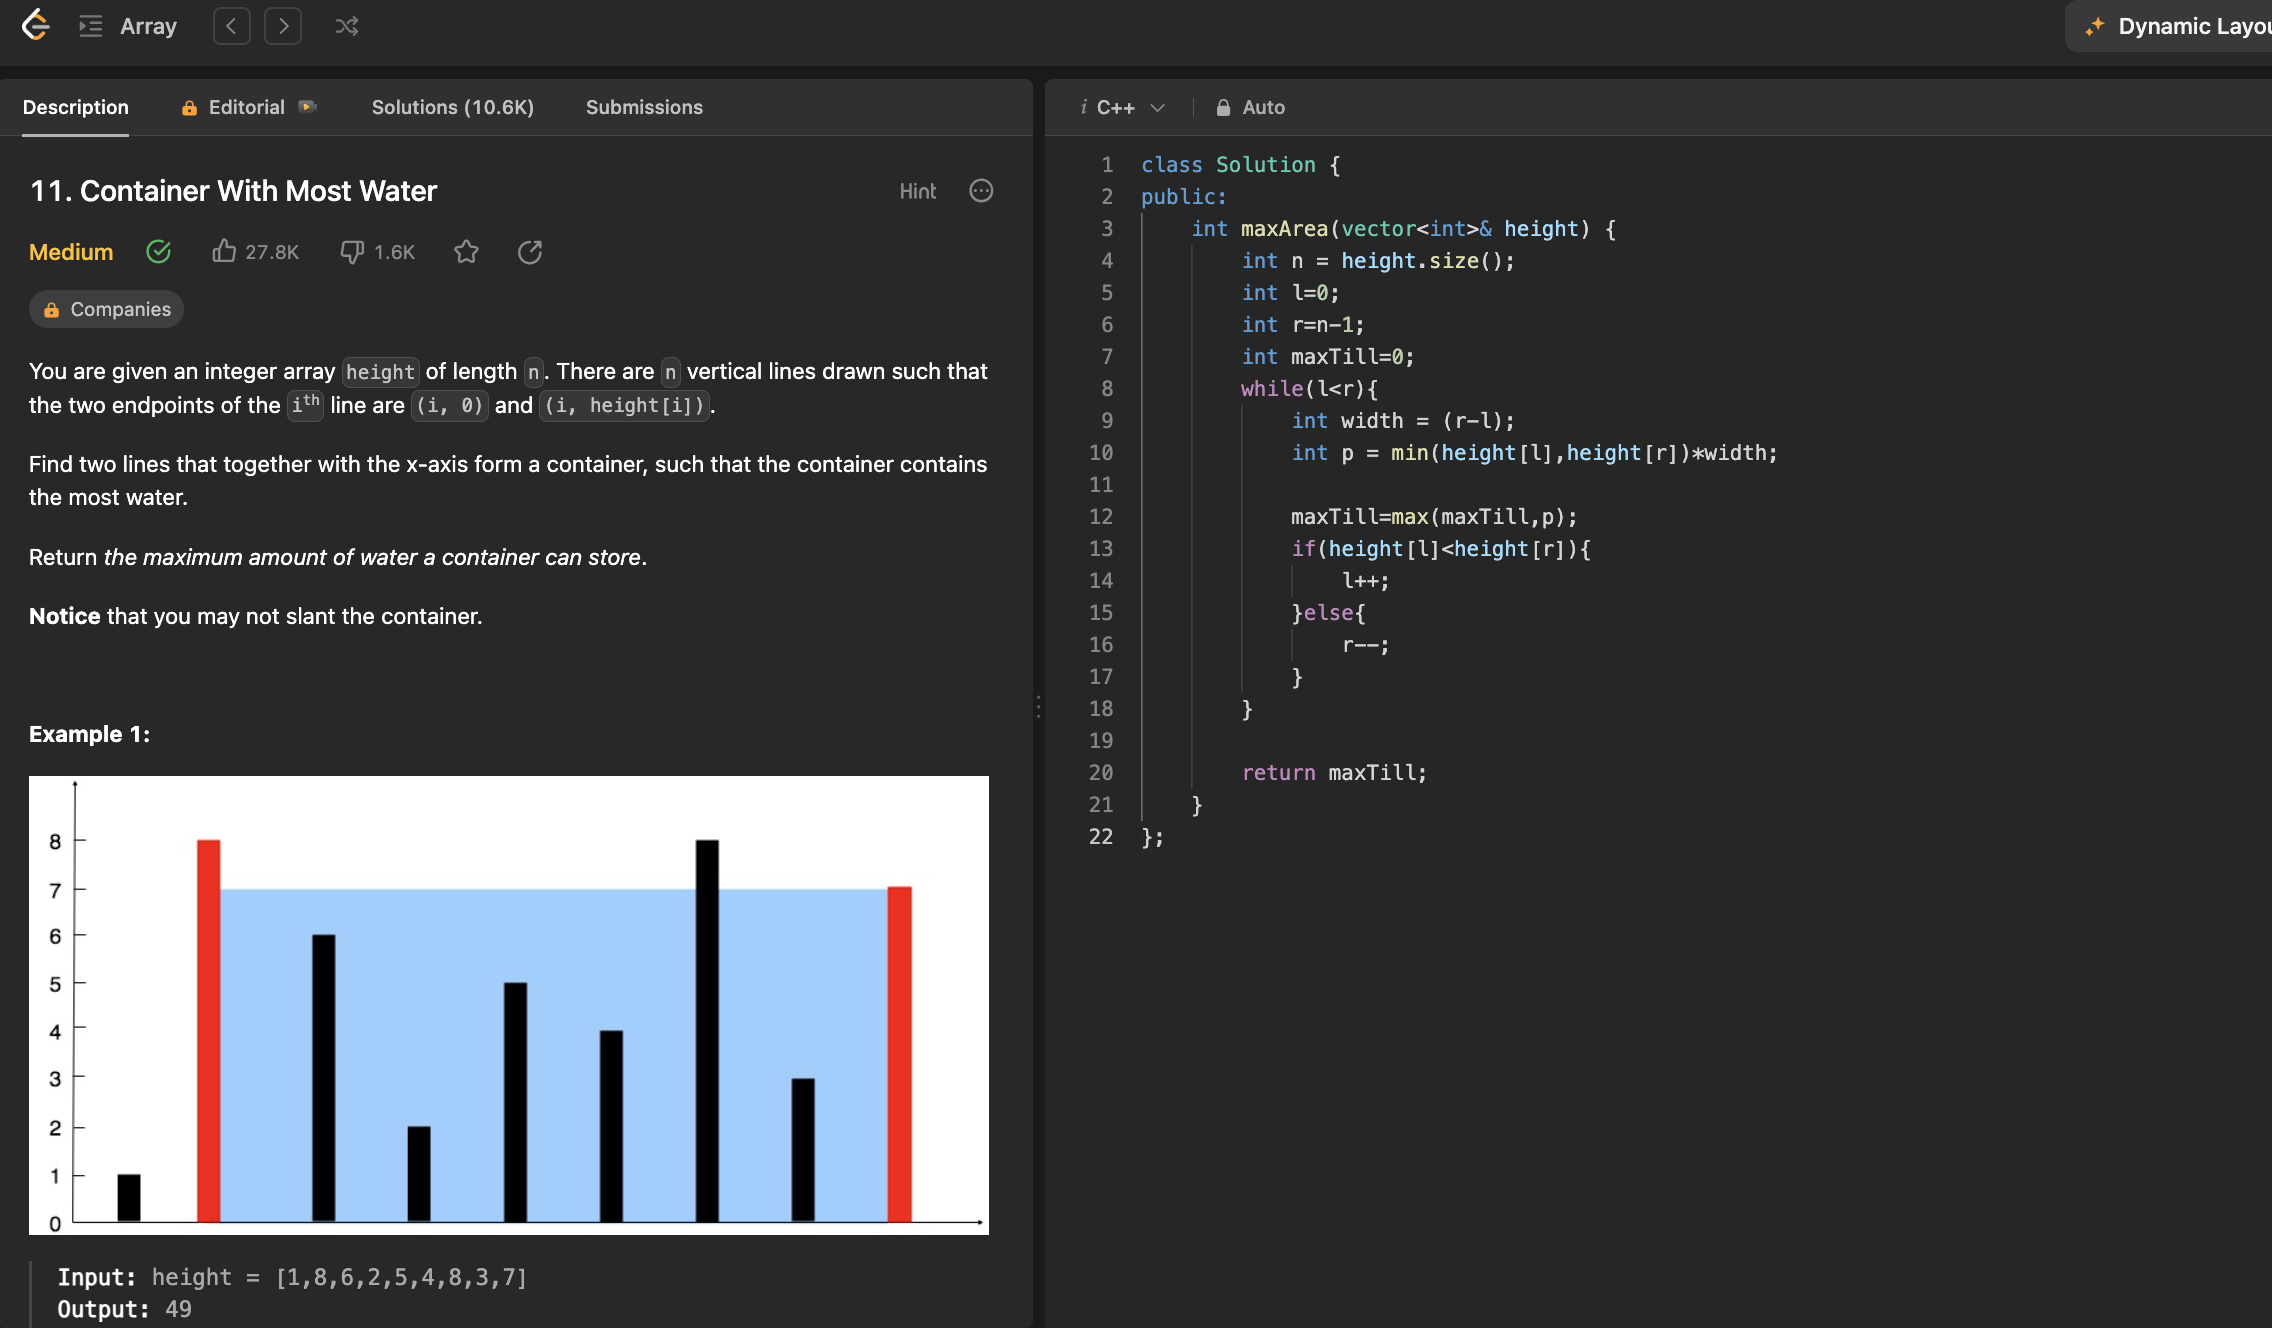 Array
Dynamic Layou
Description Editorial Solutions (10.6K) Submissions
11. Container With Most Water
Hint
Medium 27.8K 1.6K
Companies
You are given an integer array height of length n. There are n vertical lines drawn such that
the two endpoints of the ith line are (i, 0) and (i, height[i]).
Find two lines that together with the x-axis form a container, such that the container contains
the most water.
Return the maximum amount of water a container can store.
Notice that you may not slant the container.
Example 1:
8
7
6
5
4
3
2
1
0
Input: height = [1,8,6,2,5,4,8,3,7]
Output: 49
i C++ Auto
1 class Solution {
2 public:
3 int maxArea(vector<int>& height) {
4 int n = height.size();
5 int l=0;
6 int r=n-1;
7 int maxTill=0;
8 while(l<r){
9 int width = (r-l);
10 int p = min(height[l],height[r])*width;
11
12 maxTill=max(maxTill,p);
13 if(height[l]<height[r]){
14 l++;
15 }else{
16 r--;
17 }
18 }
19
20 return maxTill;
21 }
22 };